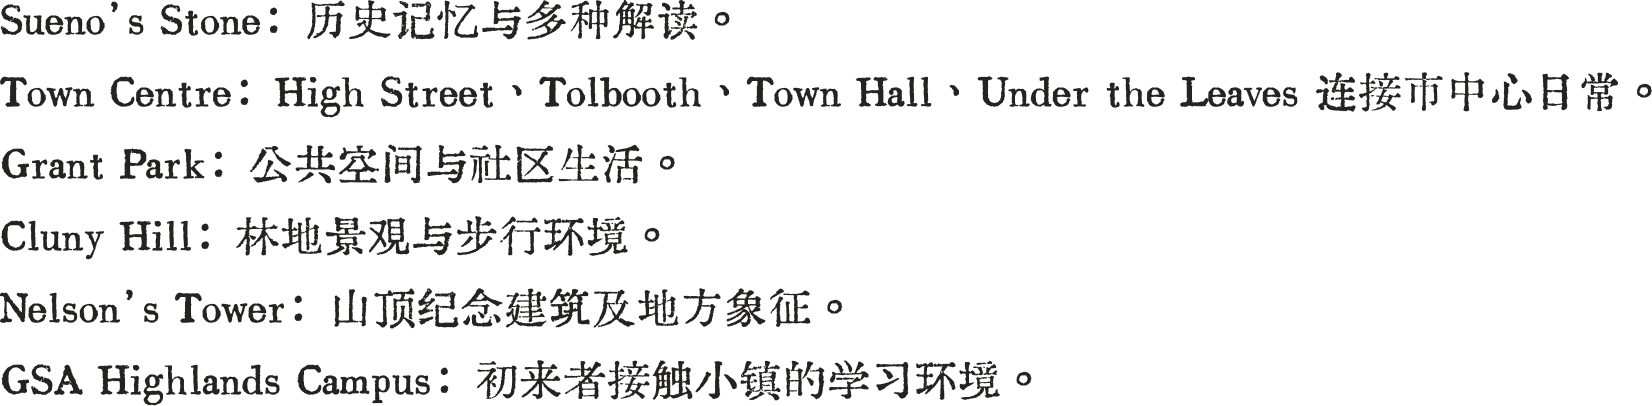 Sueno's Stone：历史记忆与多种解读。
Town Centre：High Street、Tolbooth、Town Hall、Under the Leaves 连接市中心日常。
Grant Park：公共空间与社区生活。
Cluny Hill：林地景观与步行环境。
Nelson's Tower：山顶纪念建筑及地方象征。
GSA Highlands Campus：初来者接触小镇的学习环境。